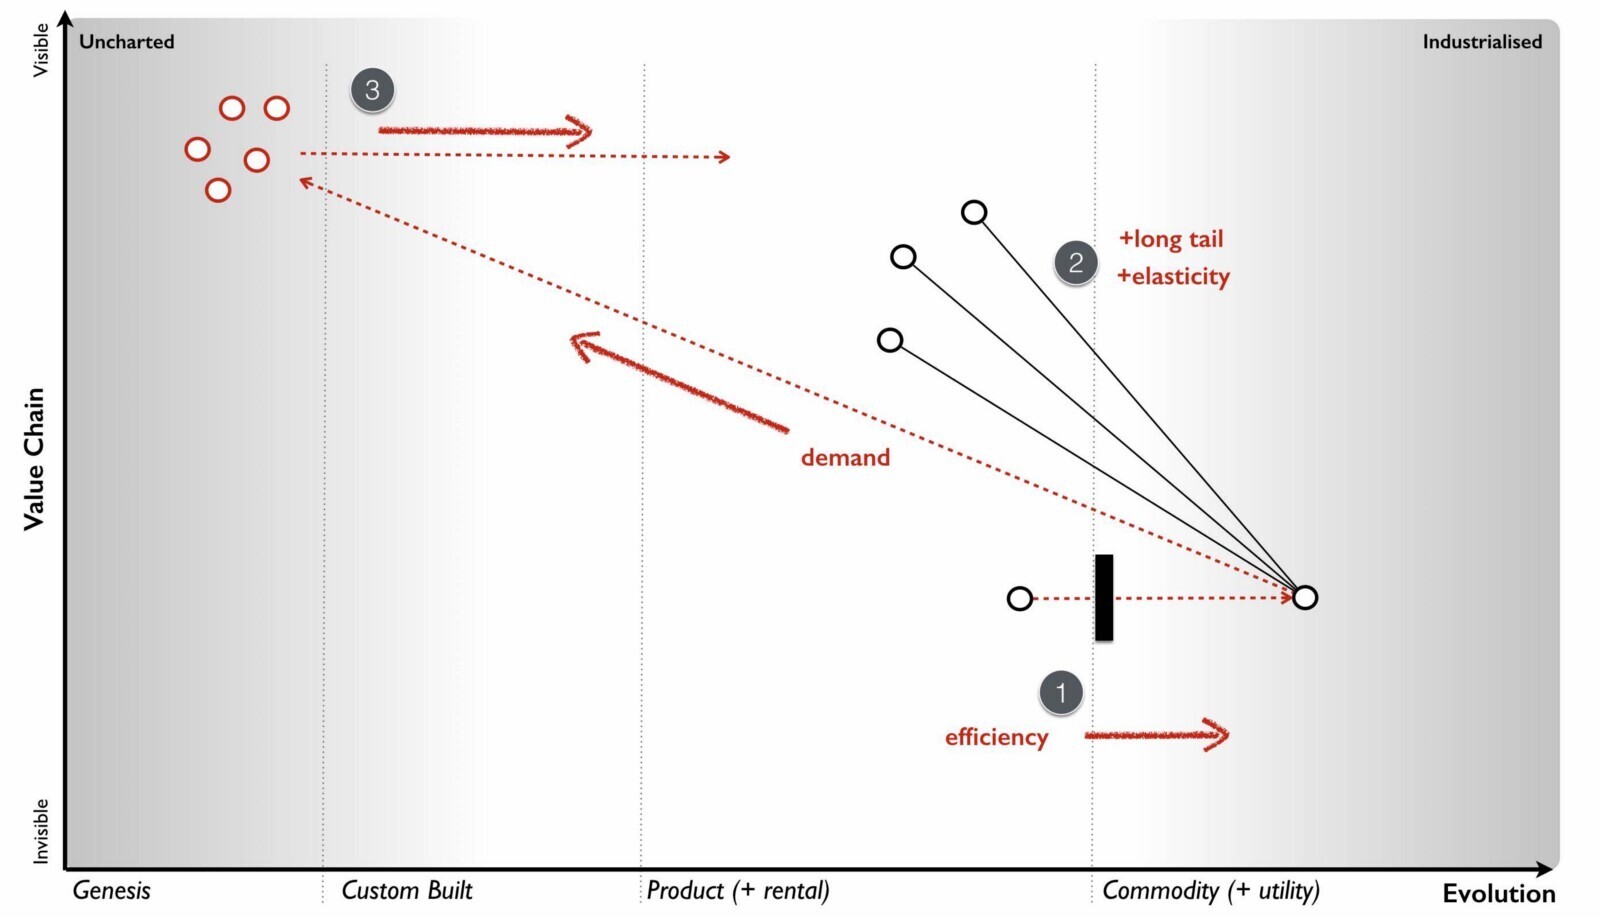 Visible
Uncharted
Industrialised
3
2
+long tail
+elasticity
Value Chain
demand
1
efficiency
Invisible
Genesis
Custom Built
Product (+ rental)
Commodity (+ utility)
Evolution